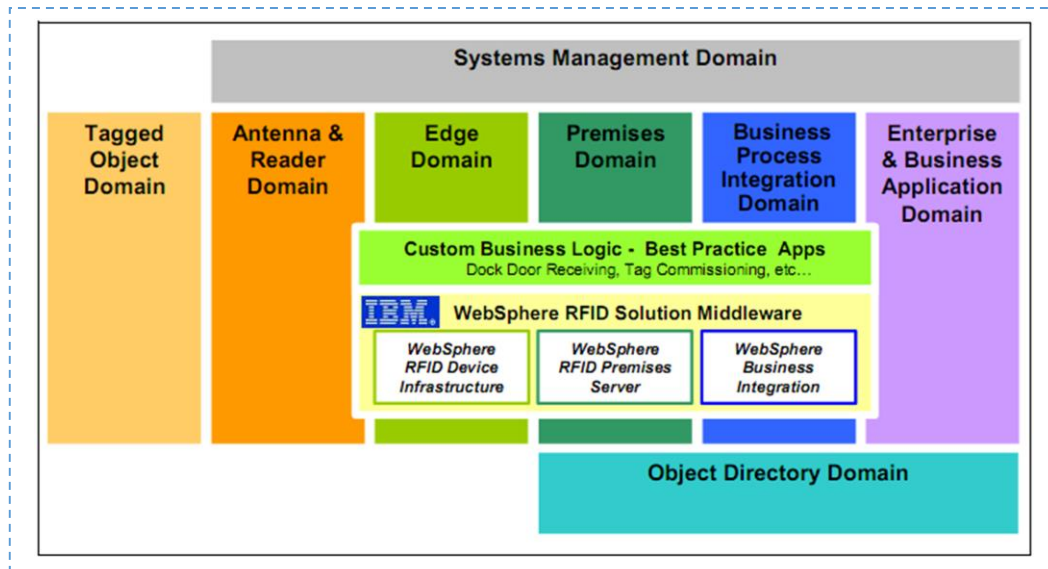 Systems Management Domain
Tagged
Object
Domain
Antenna &
Reader
Domain
Edge
Domain
Premises
Domain
Business
Process
Integration
Domain
Enterprise
& Business
Application
Domain
Custom Business Logic - Best Practice Apps
Dock Door Receiving, Tag Commissioning, etc...
IBM. WebSphere RFID Solution Middleware
WebSphere
RFID Device
Infrastructure
WebSphere
RFID Premises
Server
WebSphere
Business
Integration
Object Directory Domain